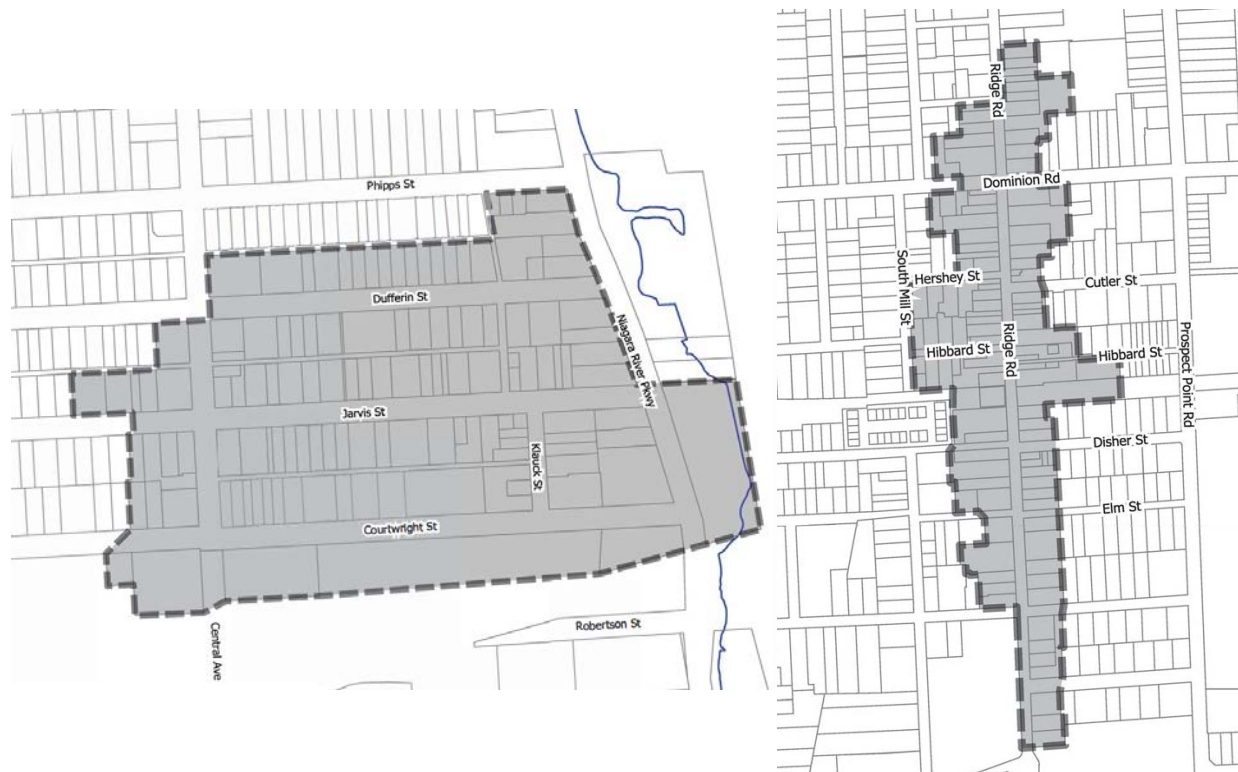 Phipps St
Dufferin St
Niagara River Pkwy
Jarvis St
Klauck St
Courtwright St
Robertson St
Central Ave
Ridge Rd
Dominion Rd
Hershey St
Cutler St
South Mill St
Ridge Rd
Hibbard St
Hibbard St
Prospect Point Rd
Disher St
Elm St